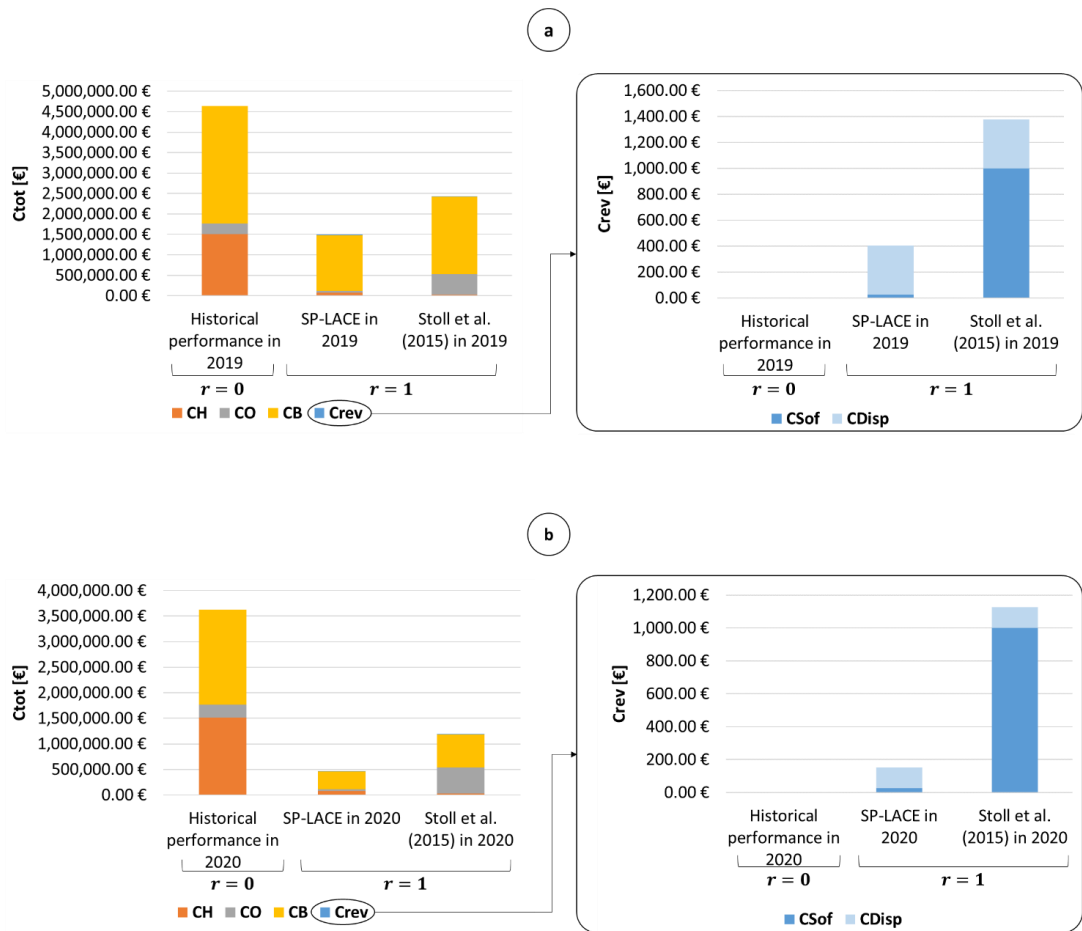 a
5,000,000.00 €
4,500,000.00 €
4,000,000.00 €
3,500,000.00 €
3,000,000.00 €
2,500,000.00 €
2,000,000.00 €
1,500,000.00 €
1,000,000.00 €
500,000.00 €
0.00 €
Ctot [€]
Historical
performance in
2019
SP-LACE in
2019
Stoll et al.
(2015) in 2019
r = 0
r = 1
CH CO CB Crev
1,600.00 €
1,400.00 €
1,200.00 €
1,000.00 €
800.00 €
600.00 €
400.00 €
200.00 €
0.00 €
Crev [€]
Historical
performance in
2019
SP-LACE in
2019
Stoll et al.
(2015) in 2019
r = 0
r = 1
CSof CDisp
b
4,000,000.00 €
3,500,000.00 €
3,000,000.00 €
2,500,000.00 €
2,000,000.00 €
1,500,000.00 €
1,000,000.00 €
500,000.00 €
0.00 €
Ctot [€]
Historical
performance in
2020
SP-LACE in 2020
Stoll et al.
(2015) in 2020
r = 0
r = 1
CH CO CB Crev
1,200.00 €
1,000.00 €
800.00 €
600.00 €
400.00 €
200.00 €
0.00 €
Crev [€]
Historical
performance in
2020
SP-LACE in
2020
Stoll et al.
(2015) in 2020
r = 0
r = 1
CSof CDisp